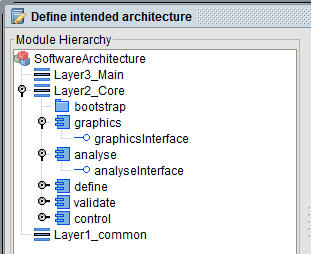 Define intended architecture
Module Hierarchy
SoftwareArchitecture
Layer3_Main
Layer2_Core
bootstrap
graphics
graphicsInterface
analyse
analyseInterface
define
validate
control
Layer1_common